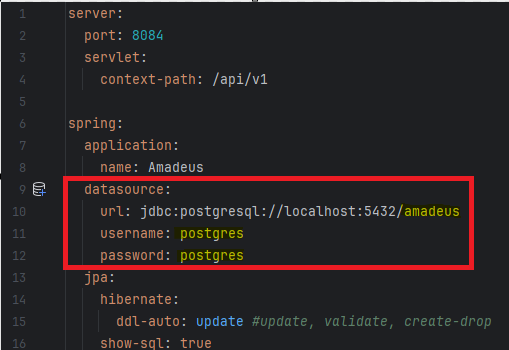 1 server:
2 port: 8084
3 servlet:
4 context-path: /api/v1
5
6 spring:
7 application:
8 name: Amadeus
9 datasource:
10 url: jdbc:postgresql://localhost:5432/amadeus
11 username: postgres
12 password: postgres
13 jpa:
14 hibernate:
15 ddl-auto: update #update, validate, create-drop
16 show-sql: true